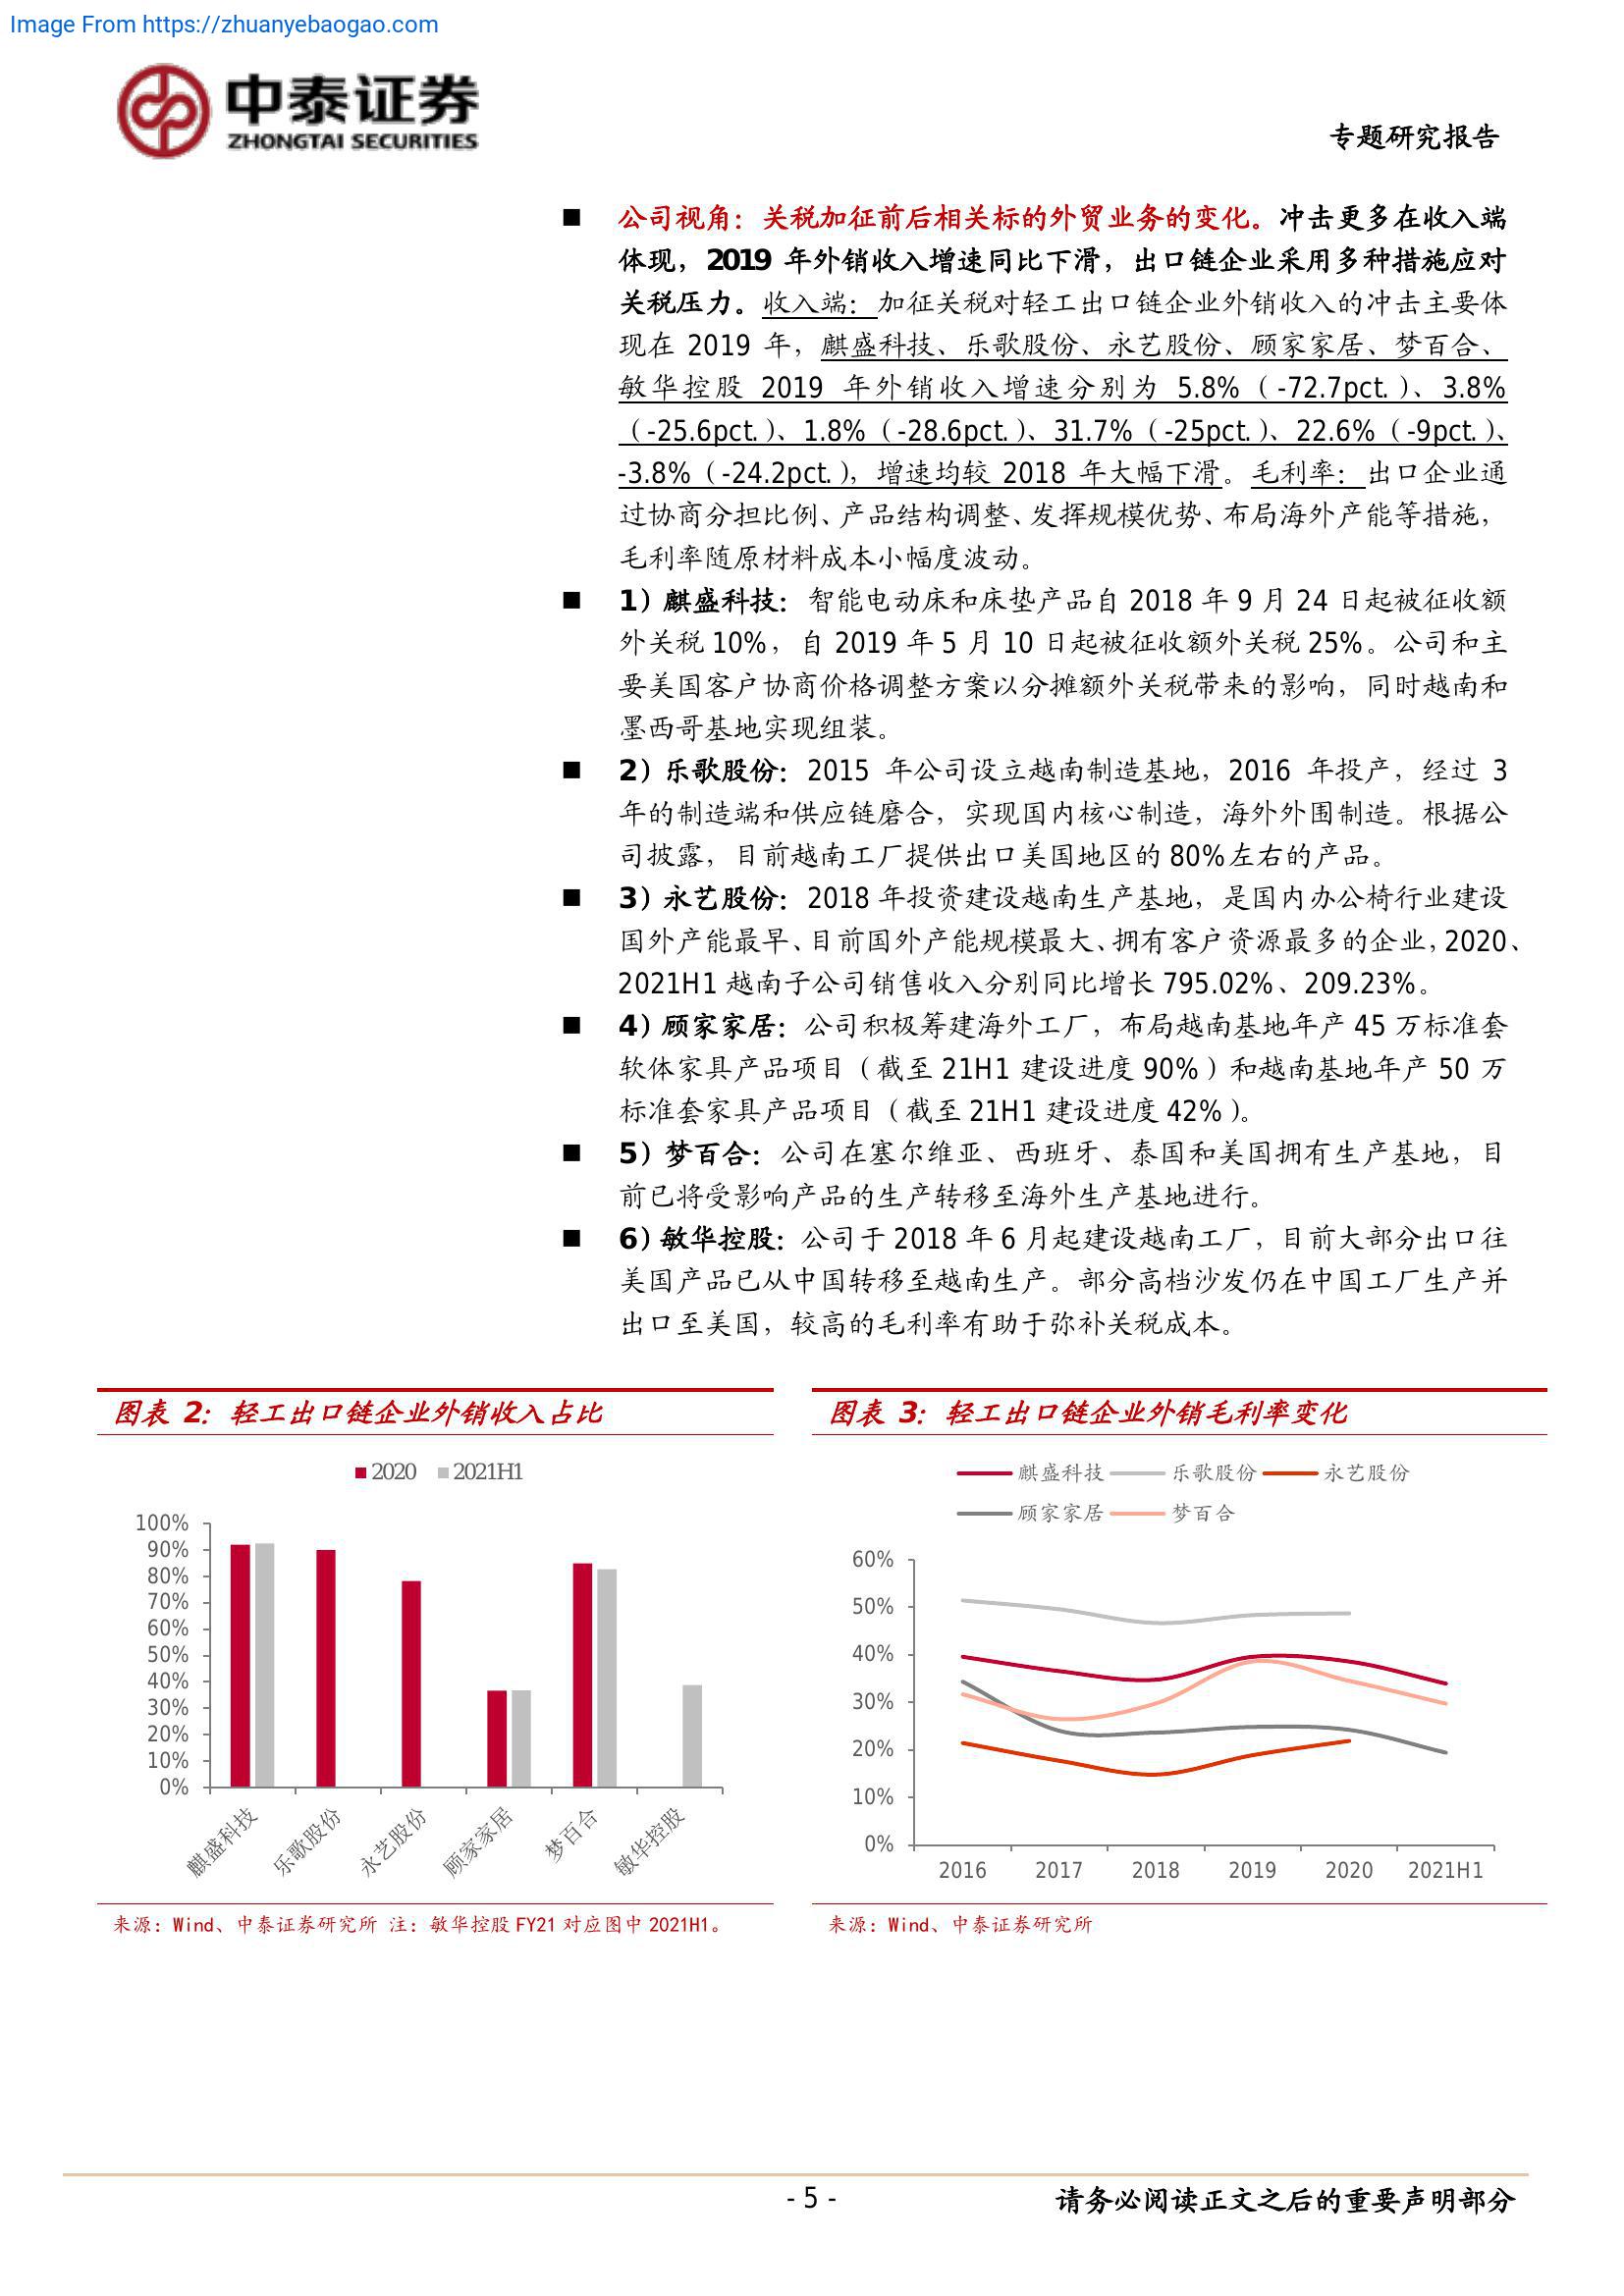 Image From https://zhuanyebaogao.com
中泰证券
ZHONGTAI SECURITIES
专题研究报告
■ 公司视角：关税加征前后相关标的外贸业务的变化。冲击更多在收入端
体现，2019 年外销收入增速同比下滑，出口链企业采用多种措施应对
关税压力。收入端：加征关税对轻工出口链企业外销收入的冲击主要体
现在 2019 年，麒盛科技、乐歌股份、永艺股份、顾家家居、梦百合、
敏华控股 2019 年外销收入增速分别为 5.8%（-72.7pct.）、3.8%
（-25.6pct.）、1.8%（-28.6pct.）、31.7%（-25pct.）、22.6%（-9pct.）、
-3.8%（-24.2pct.），增速均较 2018 年大幅下滑。毛利率：出口企业通
过协商分担比例、产品结构调整、发挥规模优势、布局海外产能等措施，
毛利率随原材料成本小幅度波动。
■ 1）麒盛科技：智能电动床和床垫产品自 2018 年 9 月 24 日起被征收额
外关税 10%，自 2019 年 5 月 10 日起被征收额外关税 25%。公司和主
要美国客户协商价格调整方案以分摊额外关税带来的影响，同时越南和
墨西哥基地实现组装。
■ 2）乐歌股份：2015 年公司设立越南制造基地，2016 年投产，经过 3
年的制造端和供应链磨合，实现国内核心制造，海外外围制造。根据公
司披露，目前越南工厂提供出口美国地区的 80%左右的产品。
■ 3）永艺股份：2018 年投资建设越南生产基地，是国内办公椅行业建设
国外产能最早、目前国外产能规模最大、拥有客户资源最多的企业，2020、
2021H1 越南子公司销售收入分别同比增长 795.02%、209.23%。
■ 4）顾家家居：公司积极筹建海外工厂，布局越南基地年产 45 万标准套
软体家具产品项目（截至 21H1 建设进度 90%）和越南基地年产 50 万
标准套家具产品项目（截至 21H1 建设进度 42%）。
■ 5）梦百合：公司在塞尔维亚、西班牙、泰国和美国拥有生产基地，目
前已将受影响产品的生产转移至海外生产基地进行。
■ 6）敏华控股：公司于 2018 年 6 月起建设越南工厂，目前大部分出口往
美国产品已从中国转移至越南生产。部分高档沙发仍在中国工厂生产并
出口至美国，较高的毛利率有助于弥补关税成本。
图表 2：轻工出口链企业外销收入占比
2020 2021H1
100%
90%
80%
70%
60%
50%
40%
30%
20%
10%
0%
麒盛科技 乐歌股份 永艺股份 顾家家居 梦百合 敏华控股
来源：Wind、中泰证券研究所 注：敏华控股 FY21 对应图中 2021H1。
图表 3：轻工出口链企业外销毛利率变化
麒盛科技 乐歌股份 永艺股份
顾家家居 梦百合
60%
50%
40%
30%
20%
10%
0%
2016 2017 2018 2019 2020 2021H1
来源：Wind、中泰证券研究所
- 5 -
请务必阅读正文之后的重要声明部分